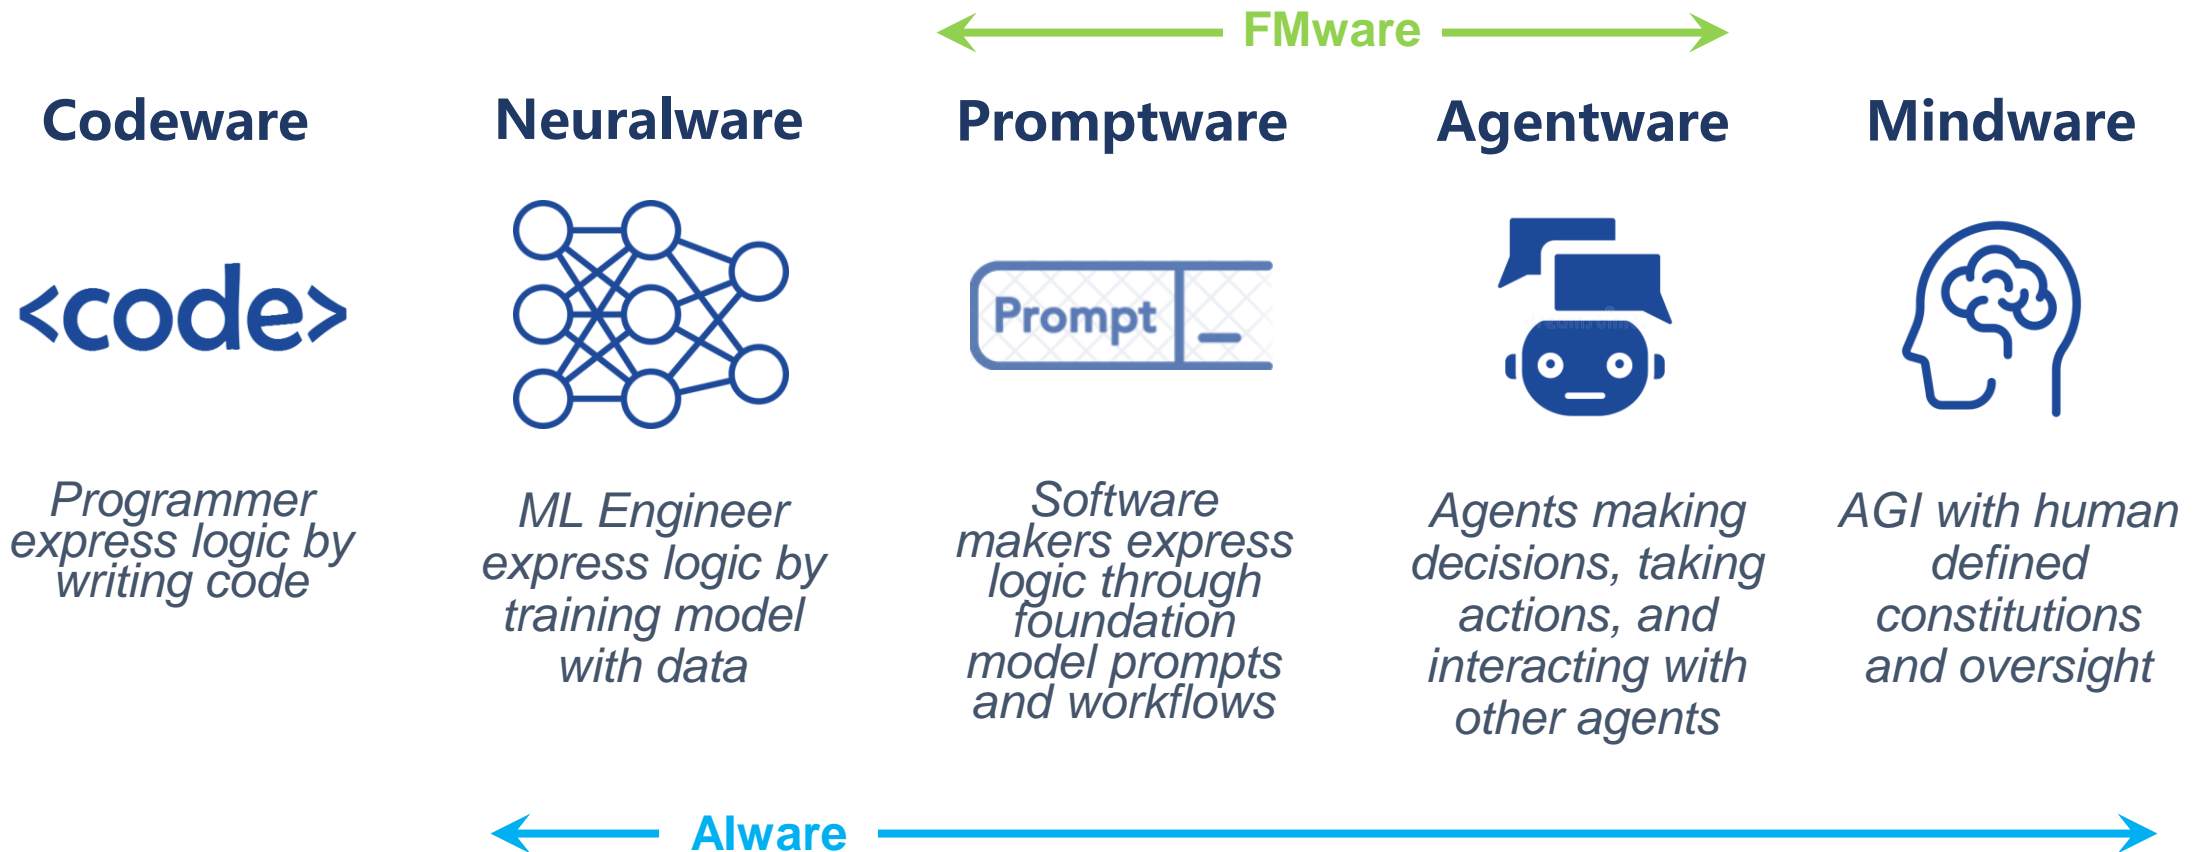 FMware
Codeware
Neuralware
Promptware
Agentware
Mindware
<code>
Prompt
_
Programmer
express logic by
writing code
ML Engineer
express logic by
training model
with data
Software
makers express
logic through
foundation
model prompts
and workflows
Agents making
decisions, taking
actions, and
interacting with
other agents
AGI with human
defined
constitutions
and oversight
AIware